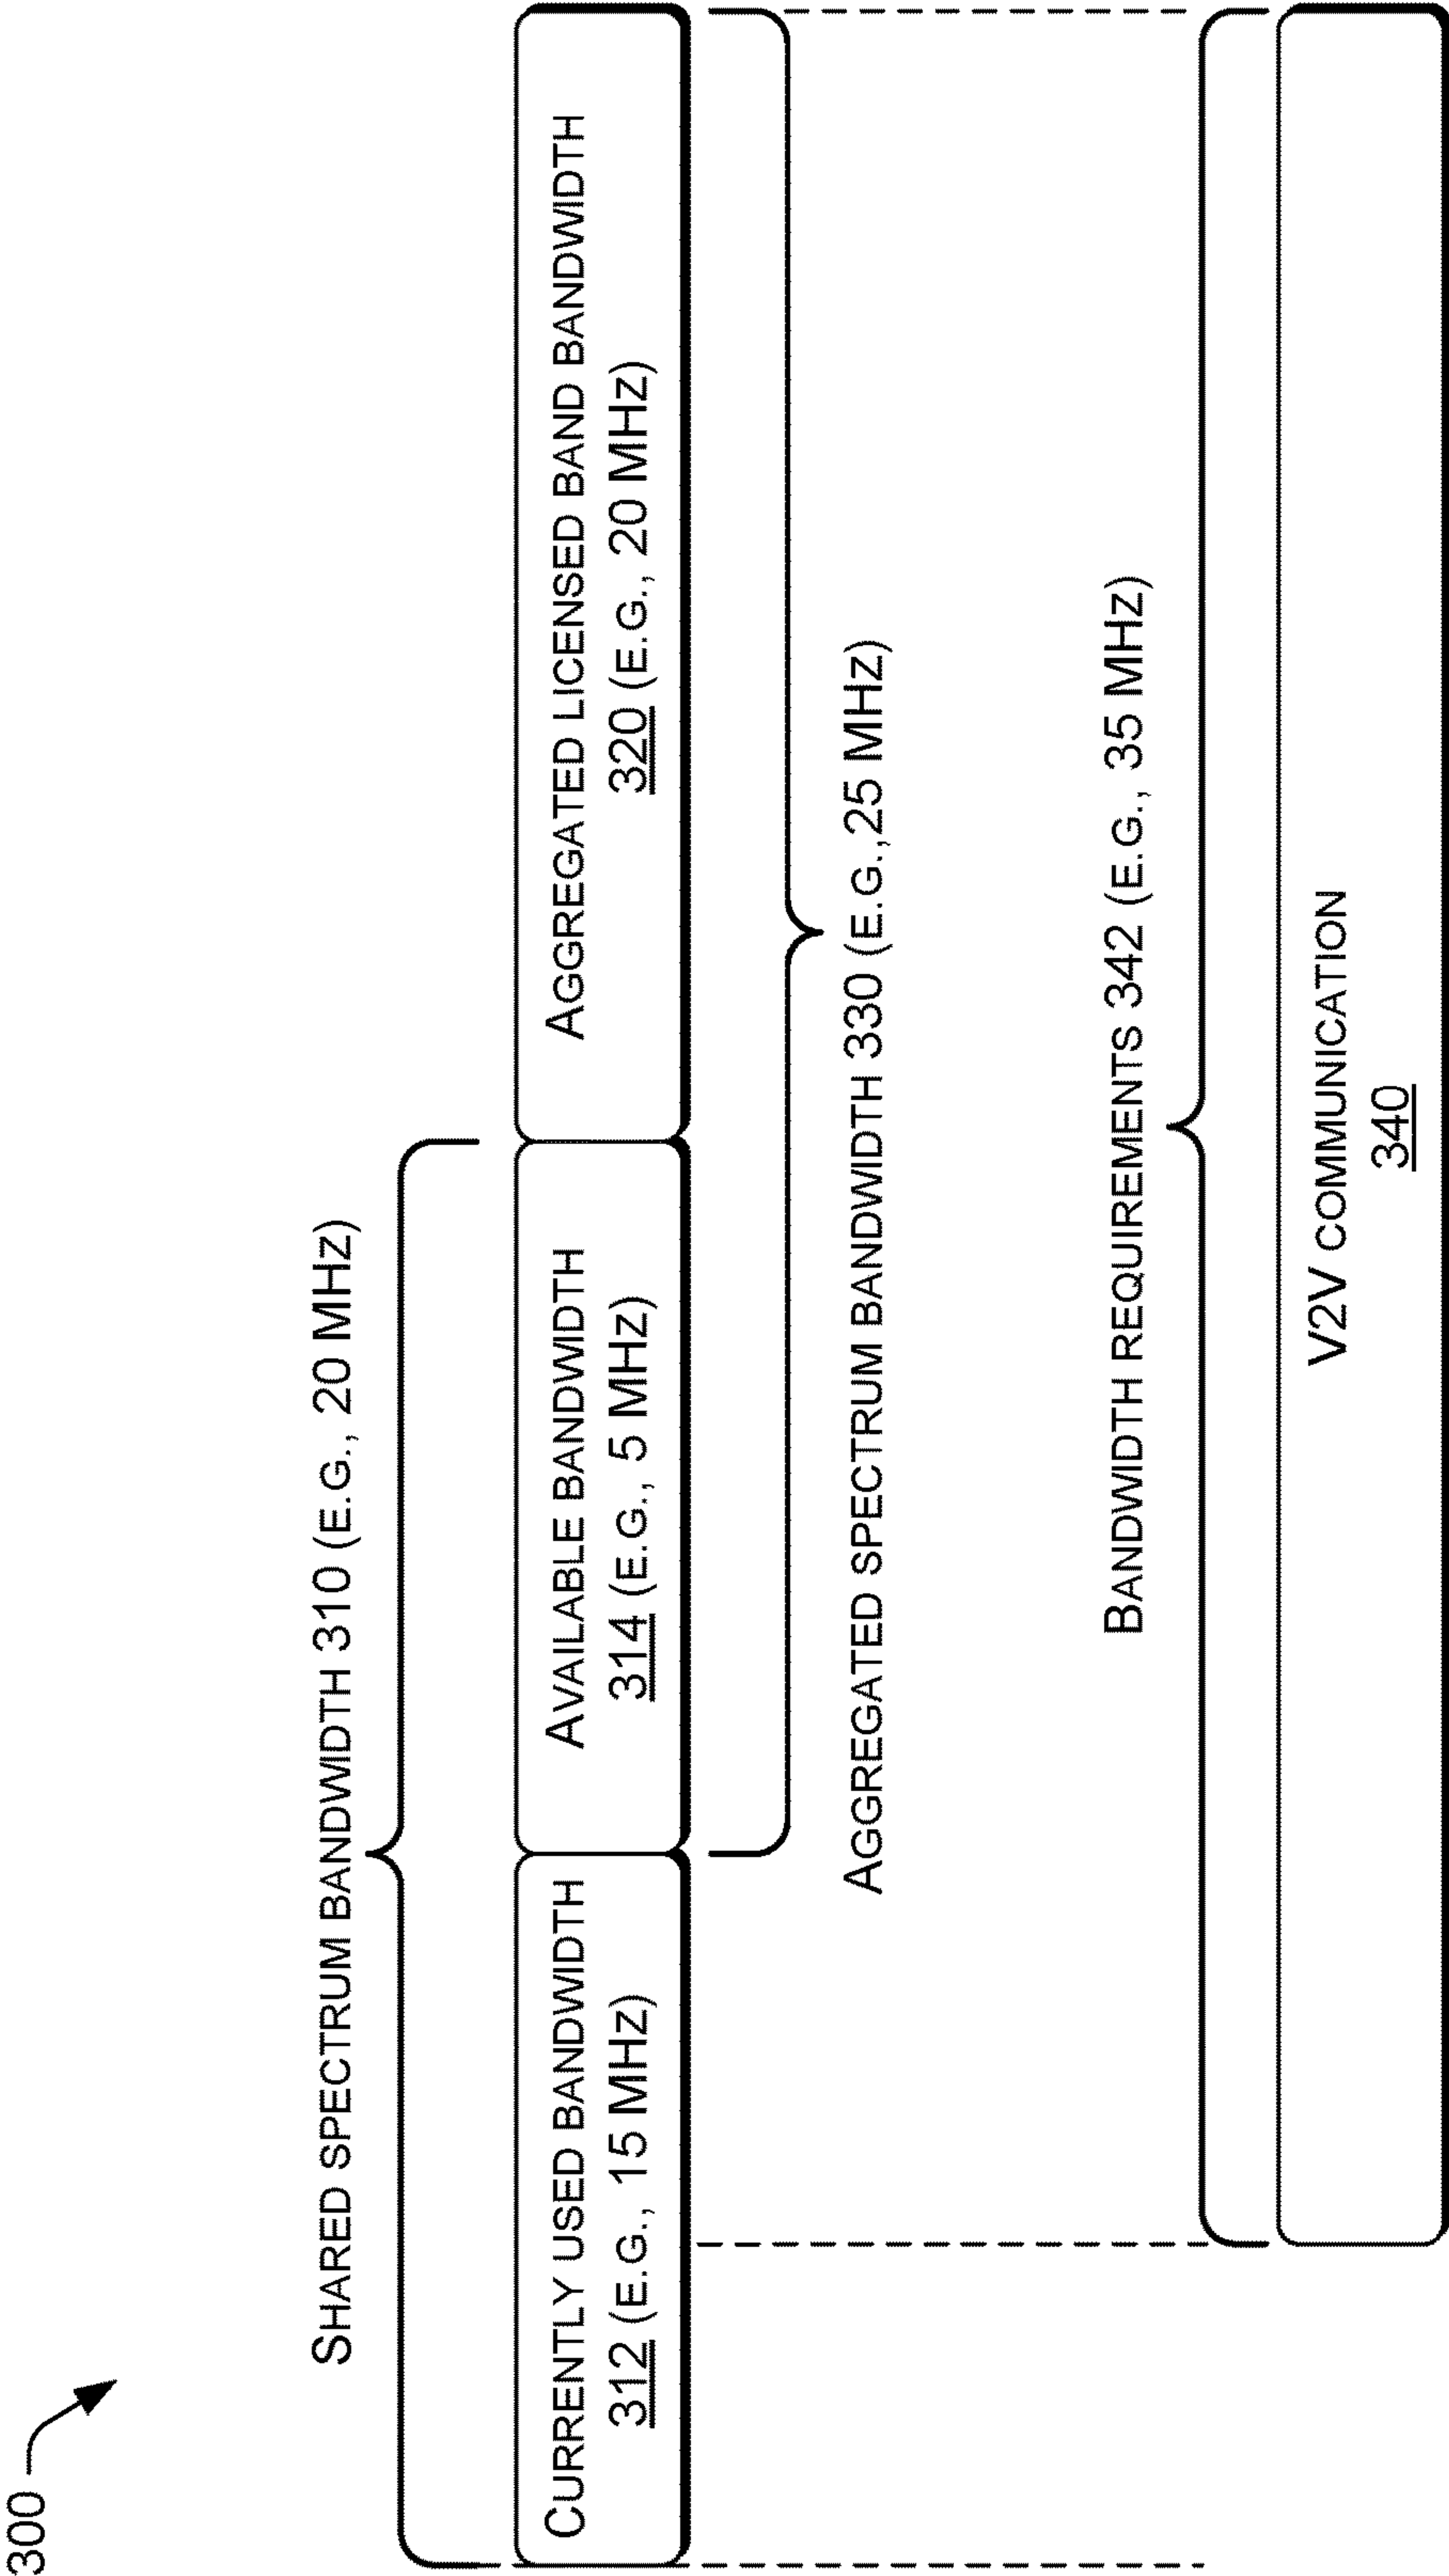 300
SHARED SPECTRUM BANDWIDTH 310 (E.G., 20 MHZ)
CURRENTLY USED BANDWIDTH
312 (E.G., 15 MHZ)
AVAILABLE BANDWIDTH
314 (E.G., 5 MHZ)
AGGREGATED LICENSED BAND BANDWIDTH
320 (E.G., 20 MHZ)
AGGREGATED SPECTRUM BANDWIDTH 330 (E.G.,25 MHZ)
BANDWIDTH REQUIREMENTS 342 (E.G., 35 MHZ)
V2V COMMUNICATION
340